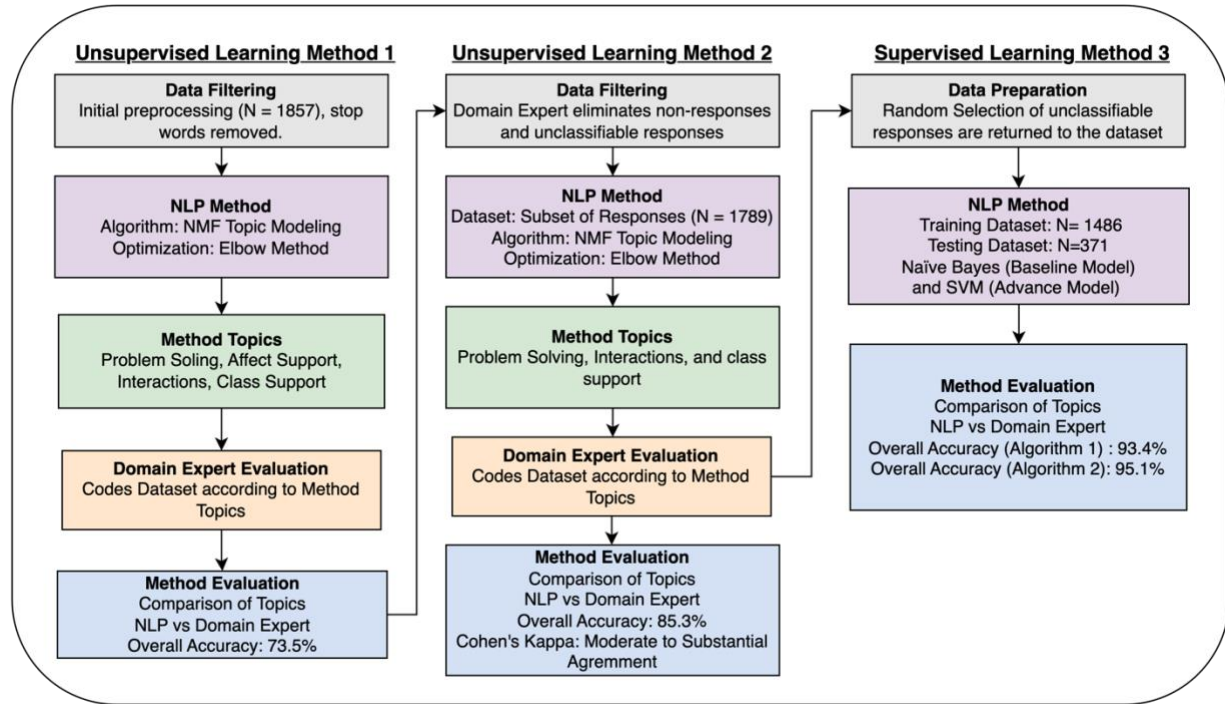 Unsupervised Learning Method 1
Data Filtering
Initial preprocessing (N = 1857), stop
words removed.
NLP Method
Algorithm: NMF Topic Modeling
Optimization: Elbow Method
Method Topics
Problem Soling, Affect Support,
Interactions, Class Support
Domain Expert Evaluation
Codes Dataset according to Method
Topics
Method Evaluation
Comparison of Topics
NLP vs Domain Expert
Overall Accuracy: 73.5%
Unsupervised Learning Method 2
Data Filtering
Domain Expert eliminates non-responses
and unclassifiable responses
NLP Method
Dataset: Subset of Responses (N = 1789)
Algorithm: NMF Topic Modeling
Optimization: Elbow Method
Method Topics
Problem Solving, Interactions, and class
support
Domain Expert Evaluation
Codes Dataset according to Method
Topics
Method Evaluation
Comparison of Topics
NLP vs Domain Expert
Overall Accuracy: 85.3%
Cohen's Kappa: Moderate to Substantial
Agremment
Supervised Learning Method 3
Data Preparation
Random Selection of unclassifiable
responses are returned to the dataset
NLP Method
Training Dataset: N= 1486
Testing Dataset: N=371
Naïve Bayes (Baseline Model)
and SVM (Advance Model)
Method Evaluation
Comparison of Topics
NLP vs Domain Expert
Overall Accuracy (Algorithm 1) : 93.4%
Overall Accuracy (Algorithm 2): 95.1%